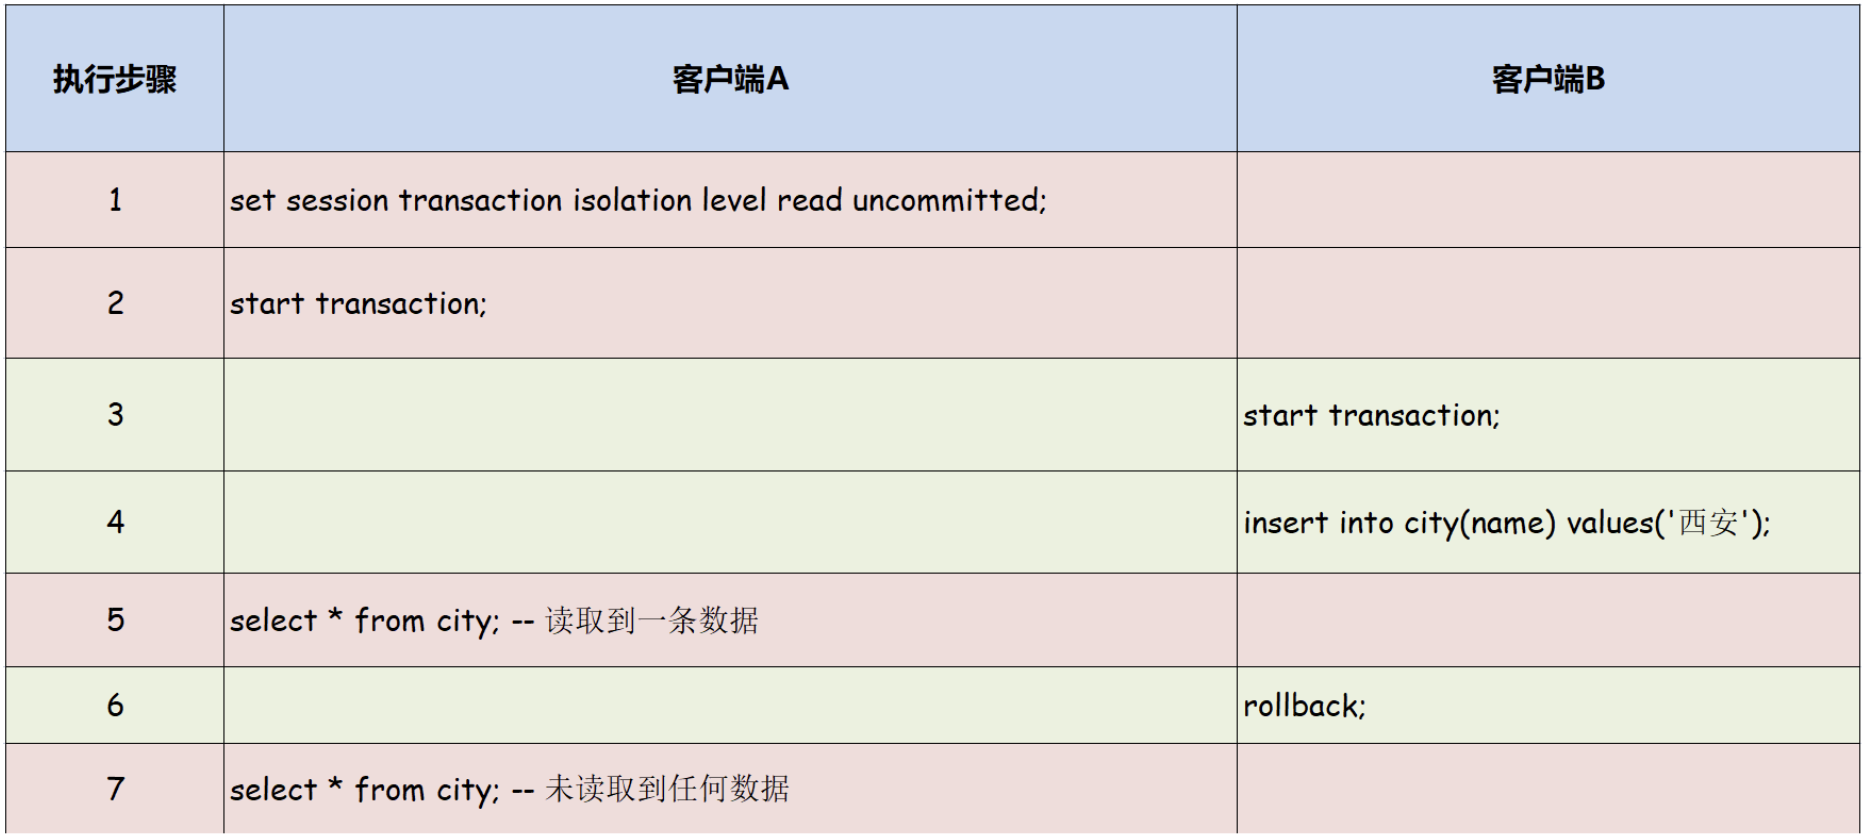 执行步骤 客户端A 客户端B
1 set session transaction isolation level read uncommitted;
2 start transaction;
3 start transaction;
4 insert into city(name) values('西安');
5 select * from city; -- 读取到一条数据
6 rollback;
7 select * from city; -- 未读取到任何数据